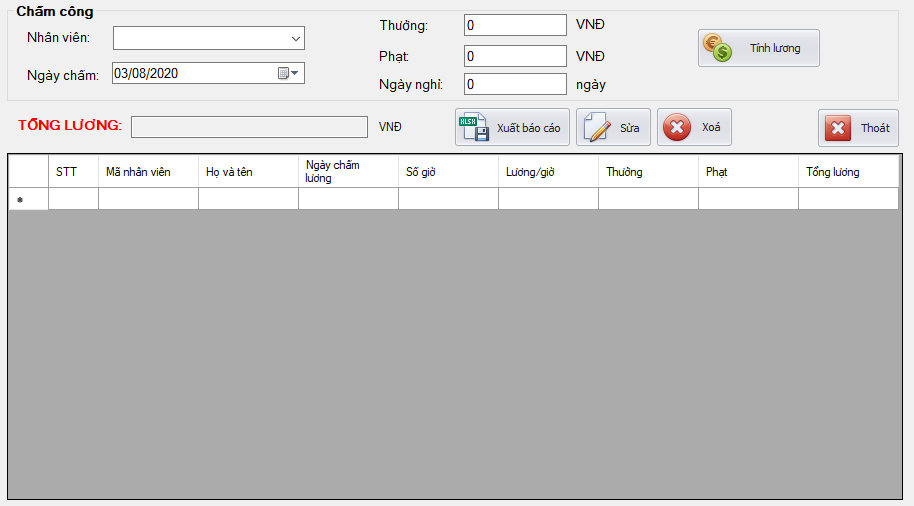 Chấm công
Nhân viên:
Ngày chấm: 03/08/2020
Thưởng: 0 VNĐ
Phạt: 0 VNĐ
Ngày nghỉ: 0 ngày
Tính lương
TỔNG LƯƠNG: VNĐ
XLSX Xuất báo cáo
Sửa
Xoá
Thoát
STT Mã nhân viên Họ và tên Ngày chấm lương Số giờ Lương/giờ Thưởng Phạt Tổng lương